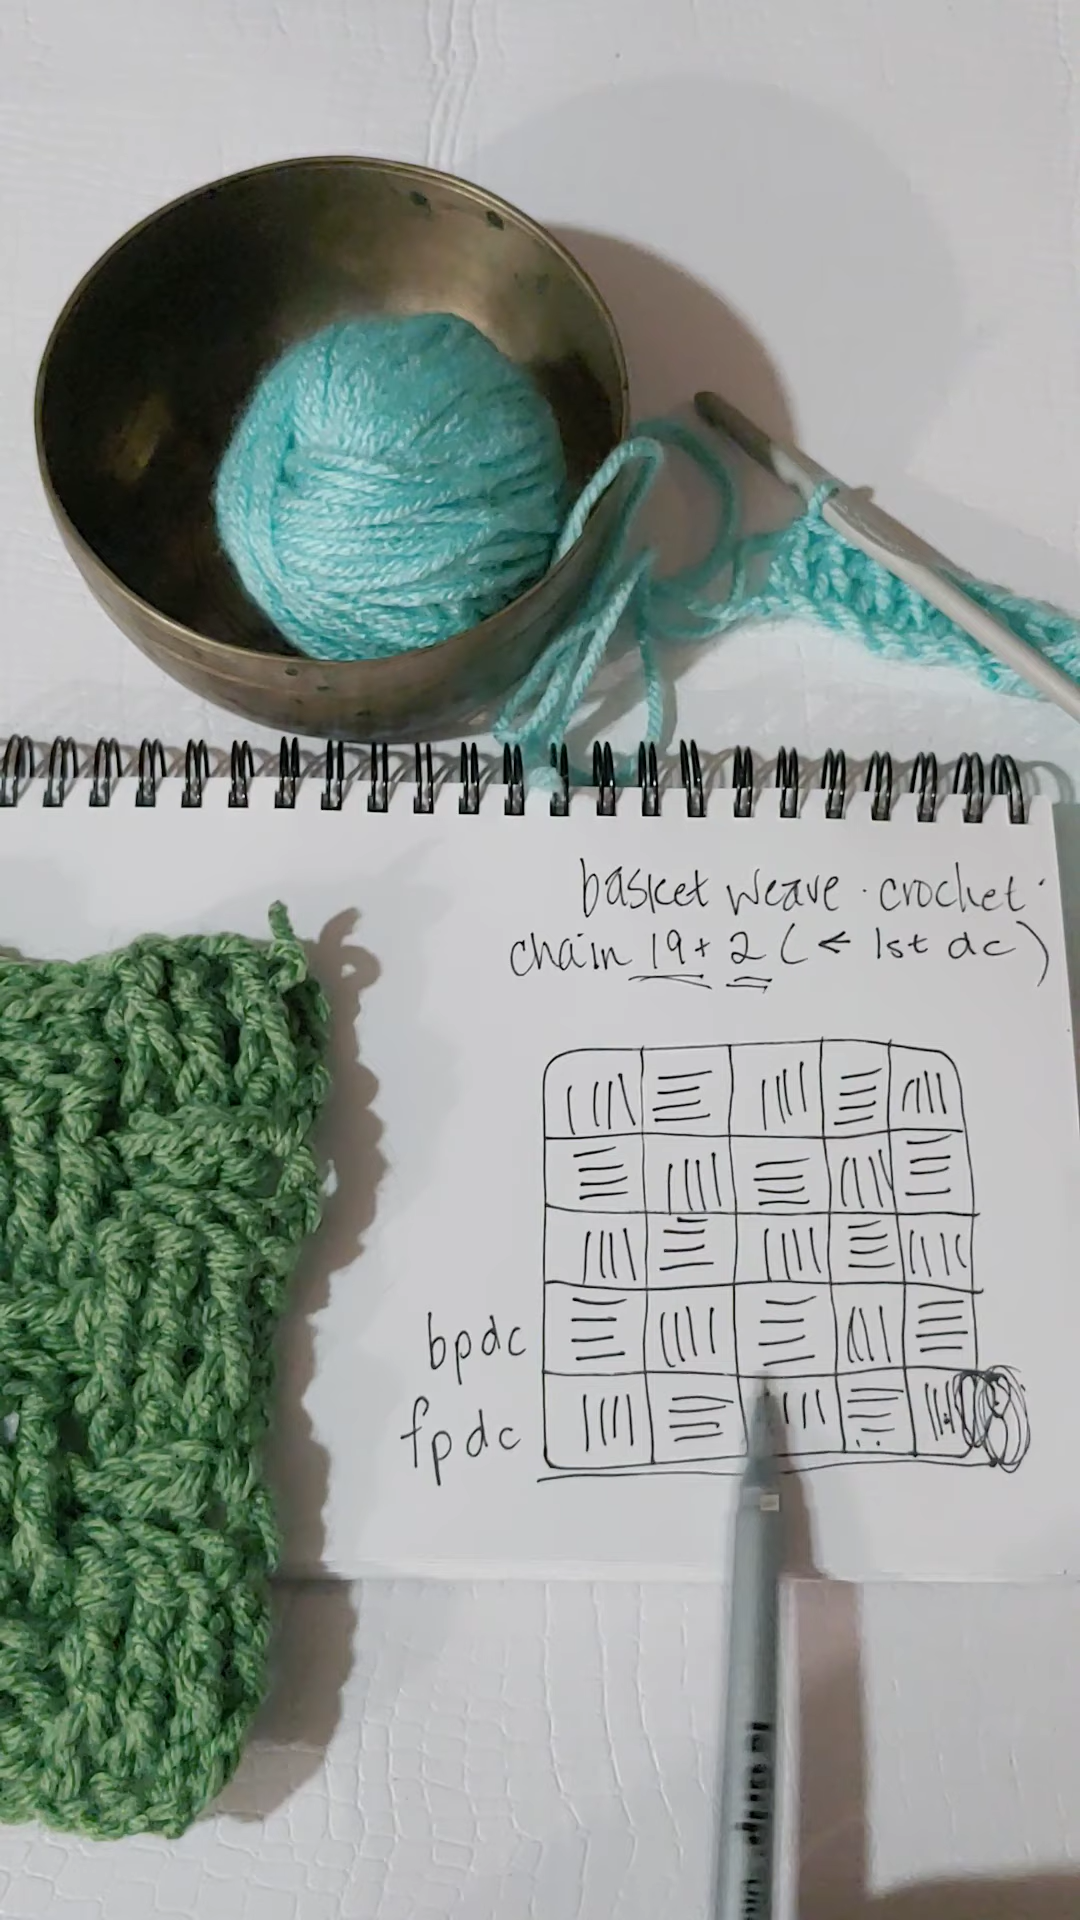 basket weave crochet
chain 19 + 2 (← 1st dc)
bpdc
fpdc